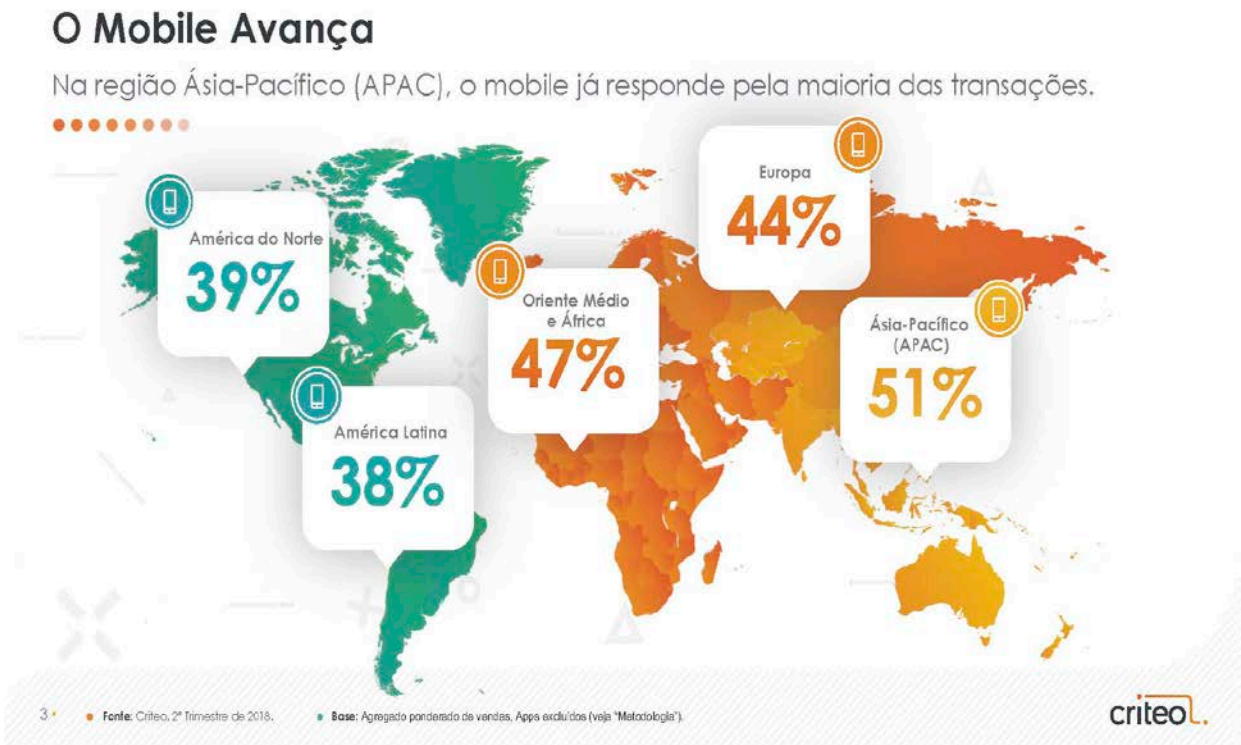 O Mobile Avança
Na região Ásia-Pacífico (APAC), o mobile já responde pela maioria das transações.
Europa
44%
América do Norte
39%
Oriente Médio
e África
47%
Ásia-Pacífico
(APAC)
51%
América Latina
38%
3
Fonte: Criteo, 2º Trimestre de 2018.
Base: Agregado ponderado de vendas, Apps excluídos (veja "Metodologia").
criteo.